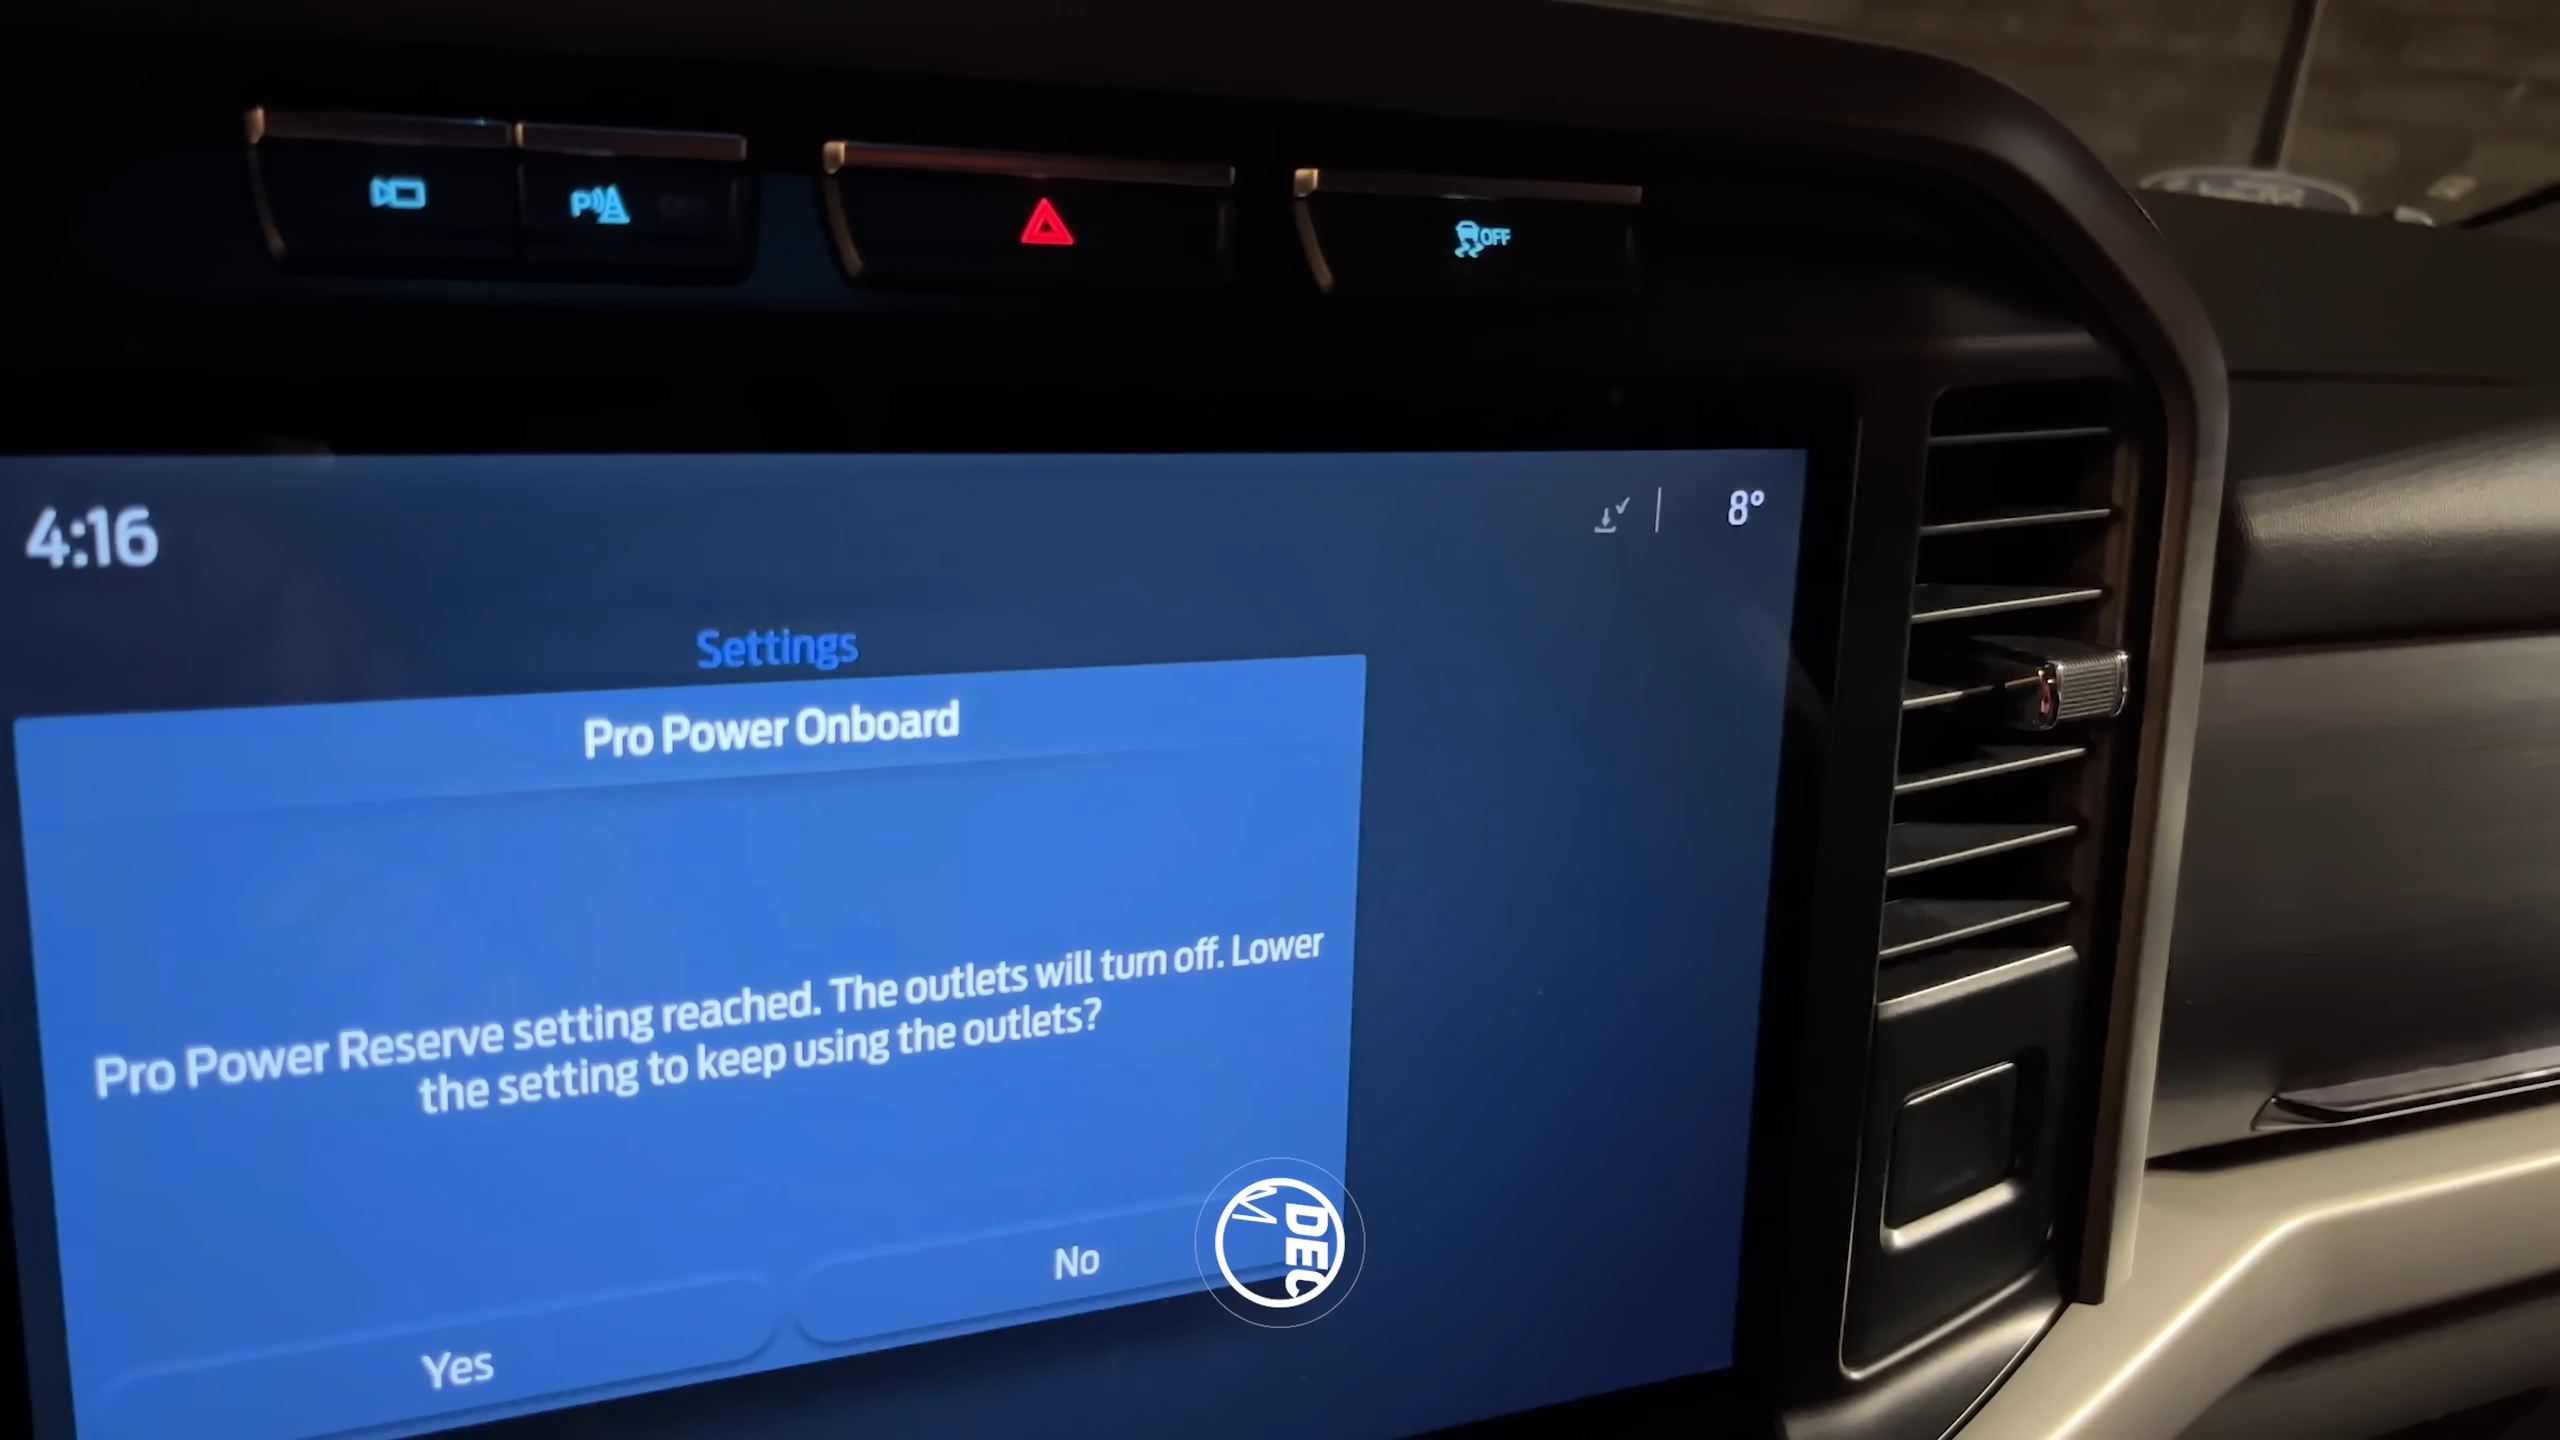 P
OFF
4:16
8°
Settings
Pro Power Onboard
Pro Power Reserve setting reached. The outlets will turn off. Lower
the setting to keep using the outlets?
No
Yes
DEC
M